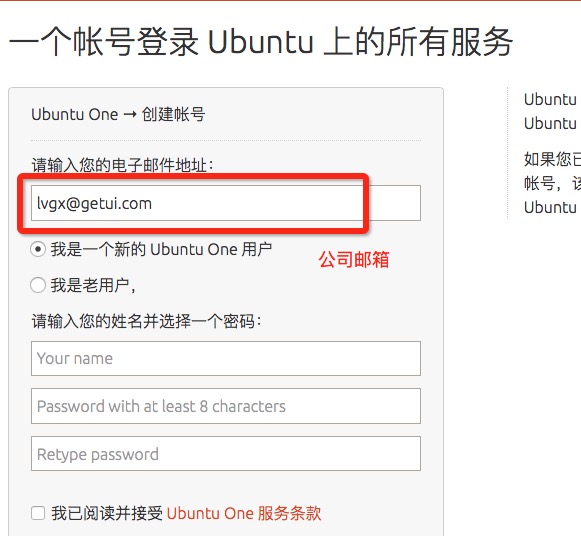 一个帐号登录 Ubuntu 上的所有服务
Ubuntu One → 创建帐号
请输入您的电子邮件地址：
lvgx@getui.com
我是一个新的 Ubuntu One 用户
公司邮箱
我是老用户，
请输入您的姓名并选择一个密码：
Your name
Password with at least 8 characters
Retype password
我已阅读并接受 Ubuntu One 服务条款
Ubuntu
Ubuntu
如果您已
帐号，该
Ubuntu